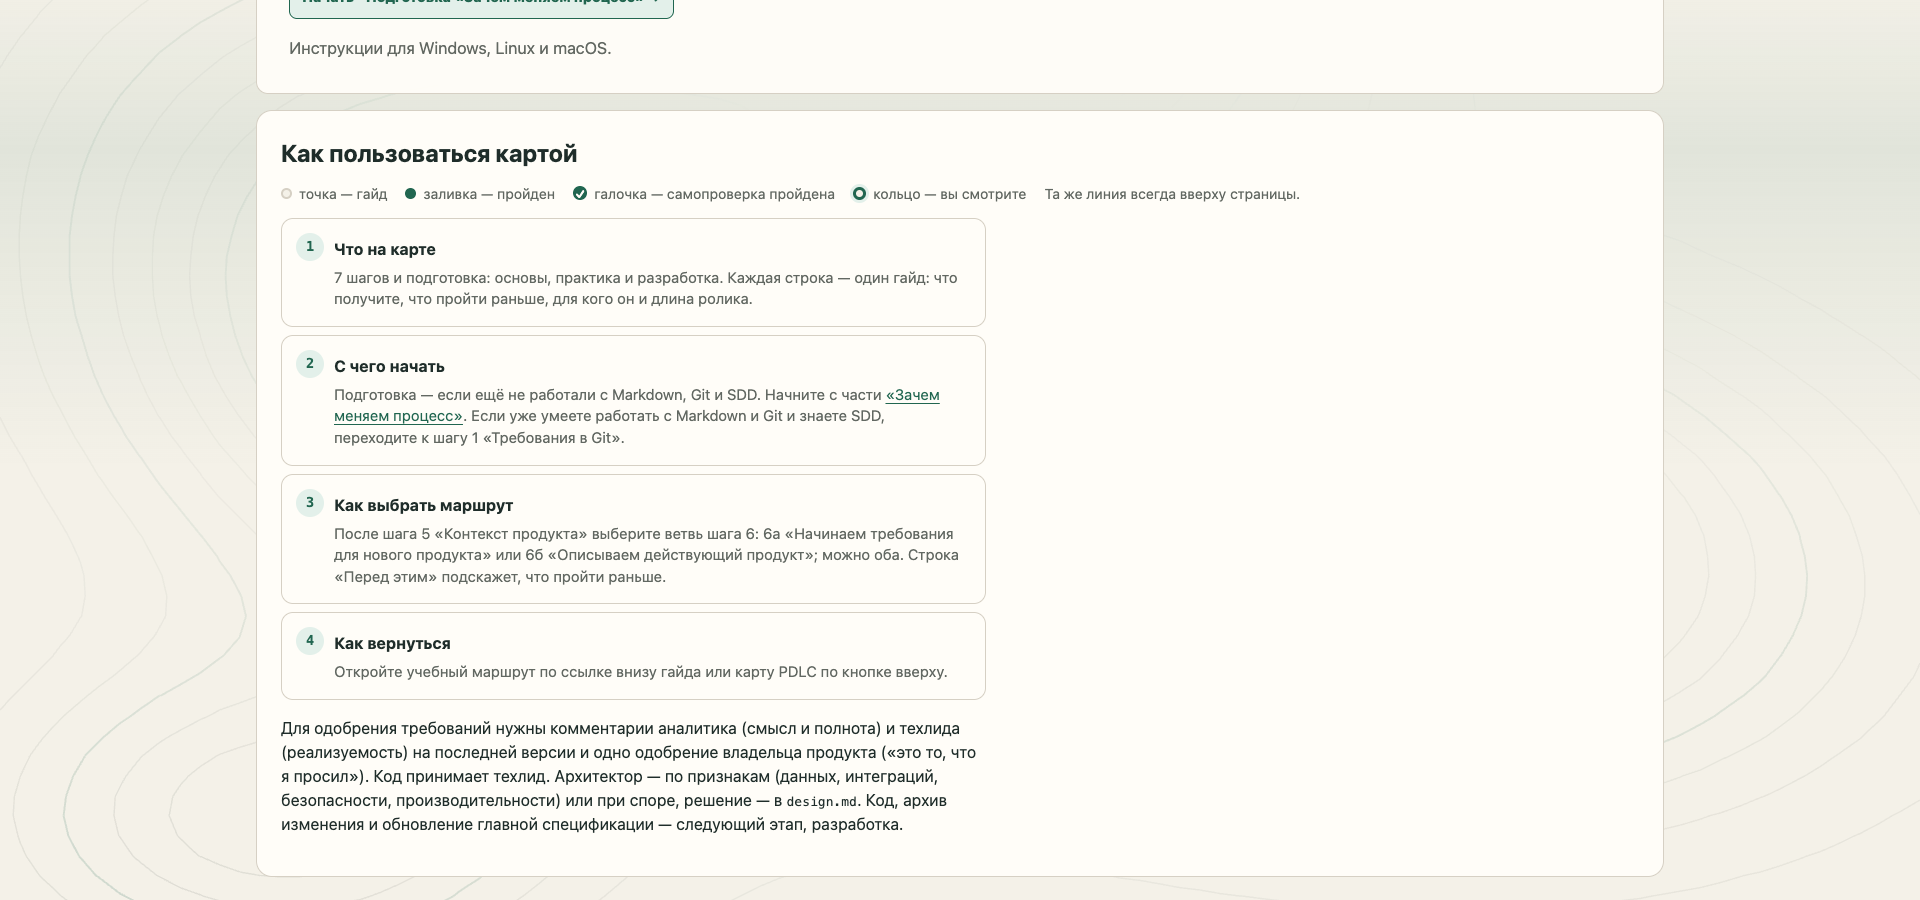 Начать «Подготовка «Зачем меняем процесс»
Инструкции для Windows, Linux и macOS.
Как пользоваться картой
точка — гайд заливка — пройден галочка — самопроверка пройдена кольцо — вы смотрите Та же линия всегда вверху страницы.
1 Что на карте
7 шагов и подготовка: основы, практика и разработка. Каждая строка — один гайд: что
получите, что пройти раньше, для кого он и длина ролика.
2 С чего начать
Подготовка — если ещё не работали с Markdown, Git и SDD. Начните с части «Зачем
меняем процесс». Если уже умеете работать с Markdown и Git и знаете SDD,
переходите к шагу 1 «Требования в Git».
3 Как выбрать маршрут
После шага 5 «Контекст продукта» выберите ветвь шага 6: 6а «Начинаем требования
для нового продукта» или 6б «Описываем действующий продукт»; можно оба. Строка
«Перед этим» подскажет, что пройти раньше.
4 Как вернуться
Откройте учебный маршрут по ссылке внизу гайда или карту PDLC по кнопке вверху.
Для одобрения требований нужны комментарии аналитика (смысл и полнота) и техлида
(реализуемость) на последней версии и одно одобрение владельца продукта («это то, что
я просил»). Код принимает техлид. Архитектор — по признакам (данных, интеграций,
безопасности, производительности) или при споре, решение — в design.md. Код, архив
изменения и обновление главной спецификации — следующий этап, разработка.